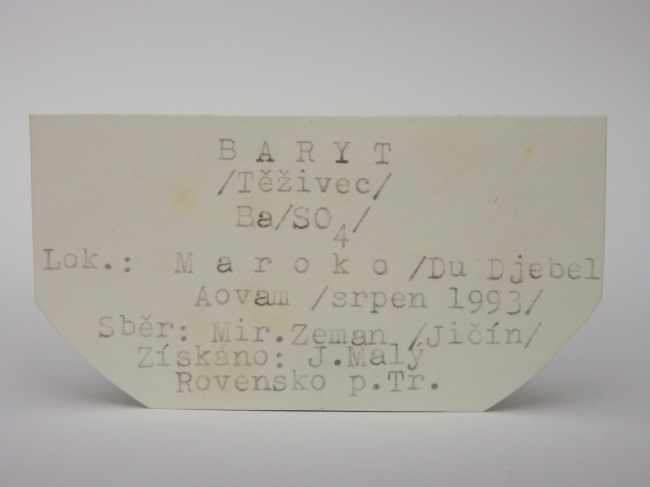 B A R Y T
/Těživec/
Ba/SO4/
Lok.: M a r o k o /Du Djebel
Aovam /srpen 1993/
Sběr: Mir.Zeman /Jičín/
Získáno: J.Malý
Rovensko p.Tr.